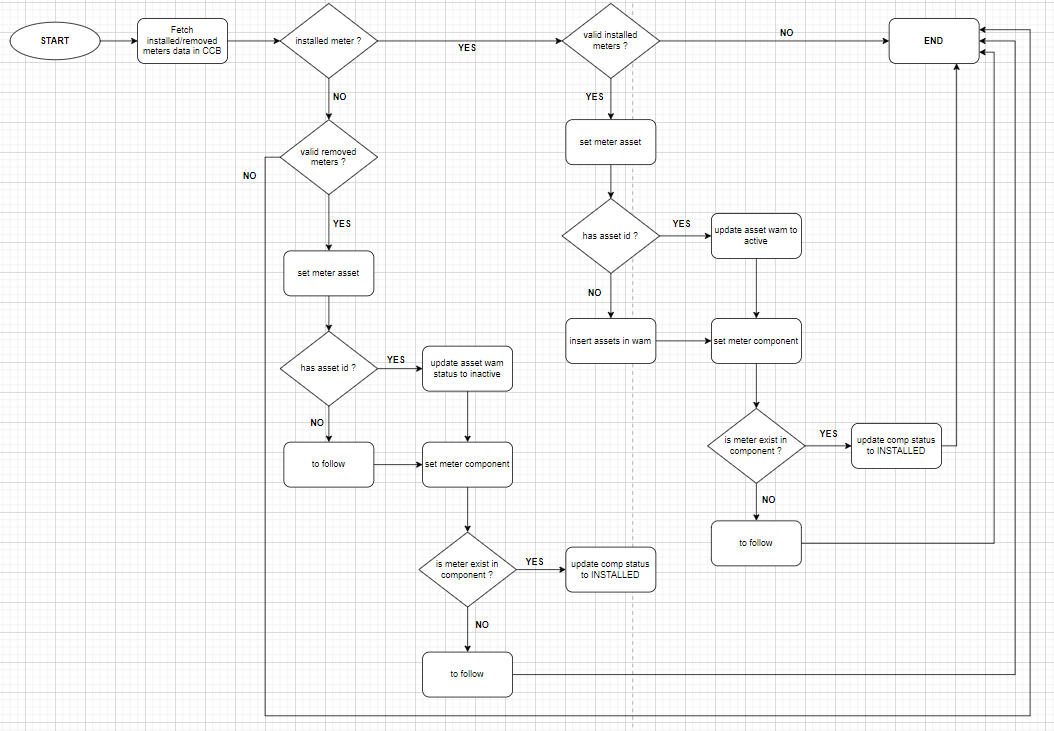 START
Fetch
installed/removed
meters data in CCB
installed meter ?
YES
valid installed
meters ?
NO
END
NO
YES
valid removed
meters ?
NO
set meter asset
YES
has asset id ?
YES
update asset wam to
active
set meter asset
NO
insert assets in wam
set meter component
has asset id ?
YES
update asset wam
status to inactive
NO
to follow
set meter component
is meter exist in
component ?
YES
update comp status
to INSTALLED
NO
to follow
is meter exist in
component ?
YES
update comp status
to INSTALLED
NO
to follow